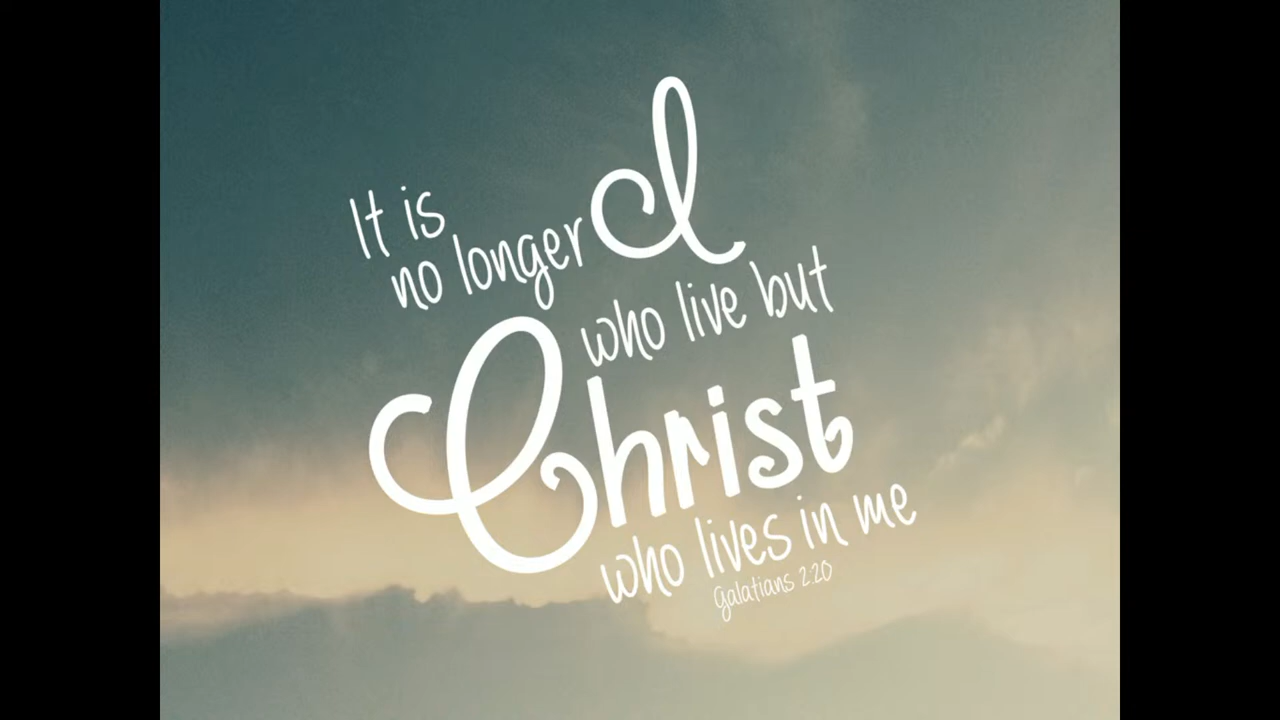 It is
no longer I
who live but
Christ
who lives in me
Galatians 2:20